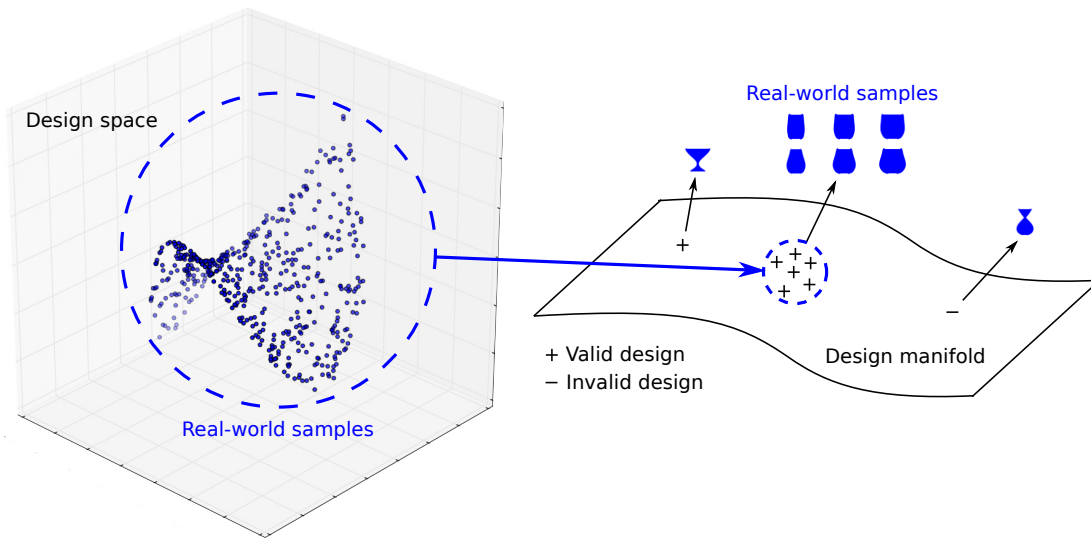 Design space
Real-world samples
Real-world samples
+ Valid design
− Invalid design
Design manifold